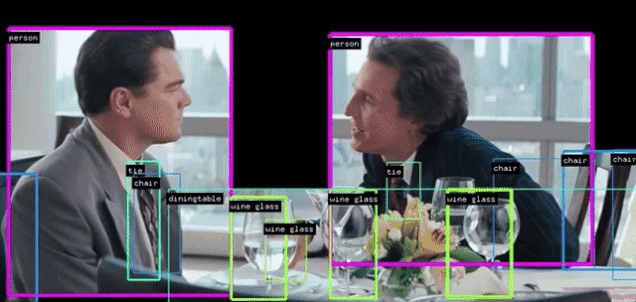 person
person
tie
chair
tie
chair
chair
chair
diningtable
wine glass
wine glass
wine glass
wine glass